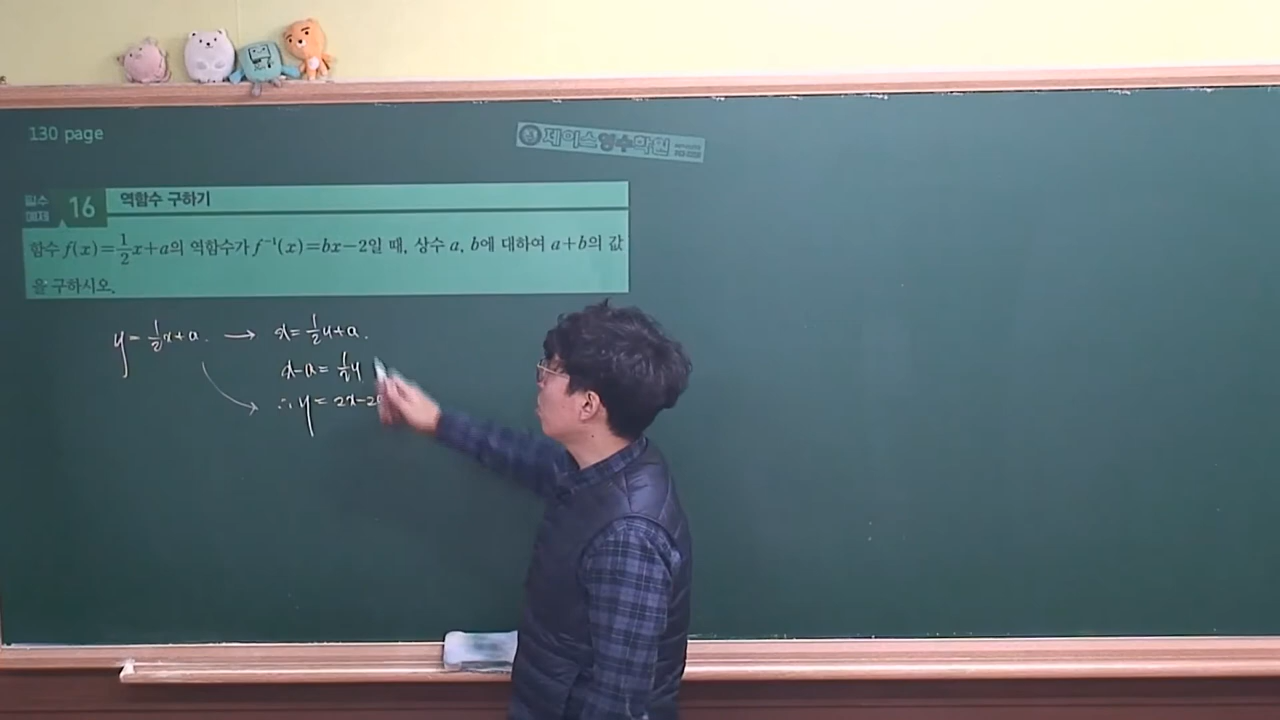 130 page
제이스영수학원
필수 예제 16 역함수 구하기
함수 f(x)=1/2x+a의 역함수가 f⁻¹(x)=bx−2일 때, 상수 a, b에 대하여 a+b의 값
을 구하시오.
y=1/2x+a. → x=1/2y+a.
x-a=1/2y
∴ y=2x-2a